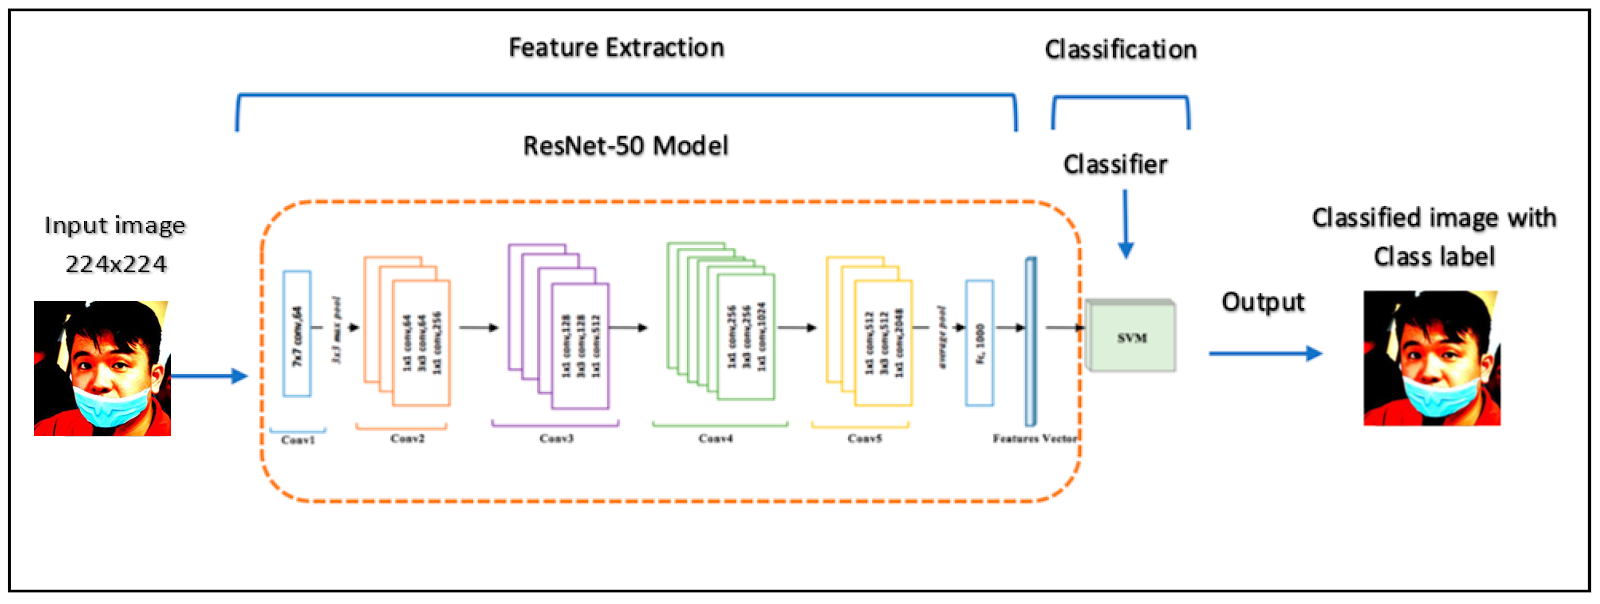 Feature Extraction
Classification
ResNet-50 Model
Classifier
Input image
224x224
Classified image with
Class label
Output
7x7 conv,64
3x3 max pool
1x1 conv,64
3x3 conv,64
1x1 conv,256
1x1 conv,128
3x3 conv,128
1x1 conv,512
1x1 conv,256
3x3 conv,256
1x1 conv,1024
1x1 conv,512
3x3 conv,512
1x1 conv,2048
average pool
Fc, 1000
SVM
Conv1
Conv2
Conv3
Conv4
Conv5
Features Vector